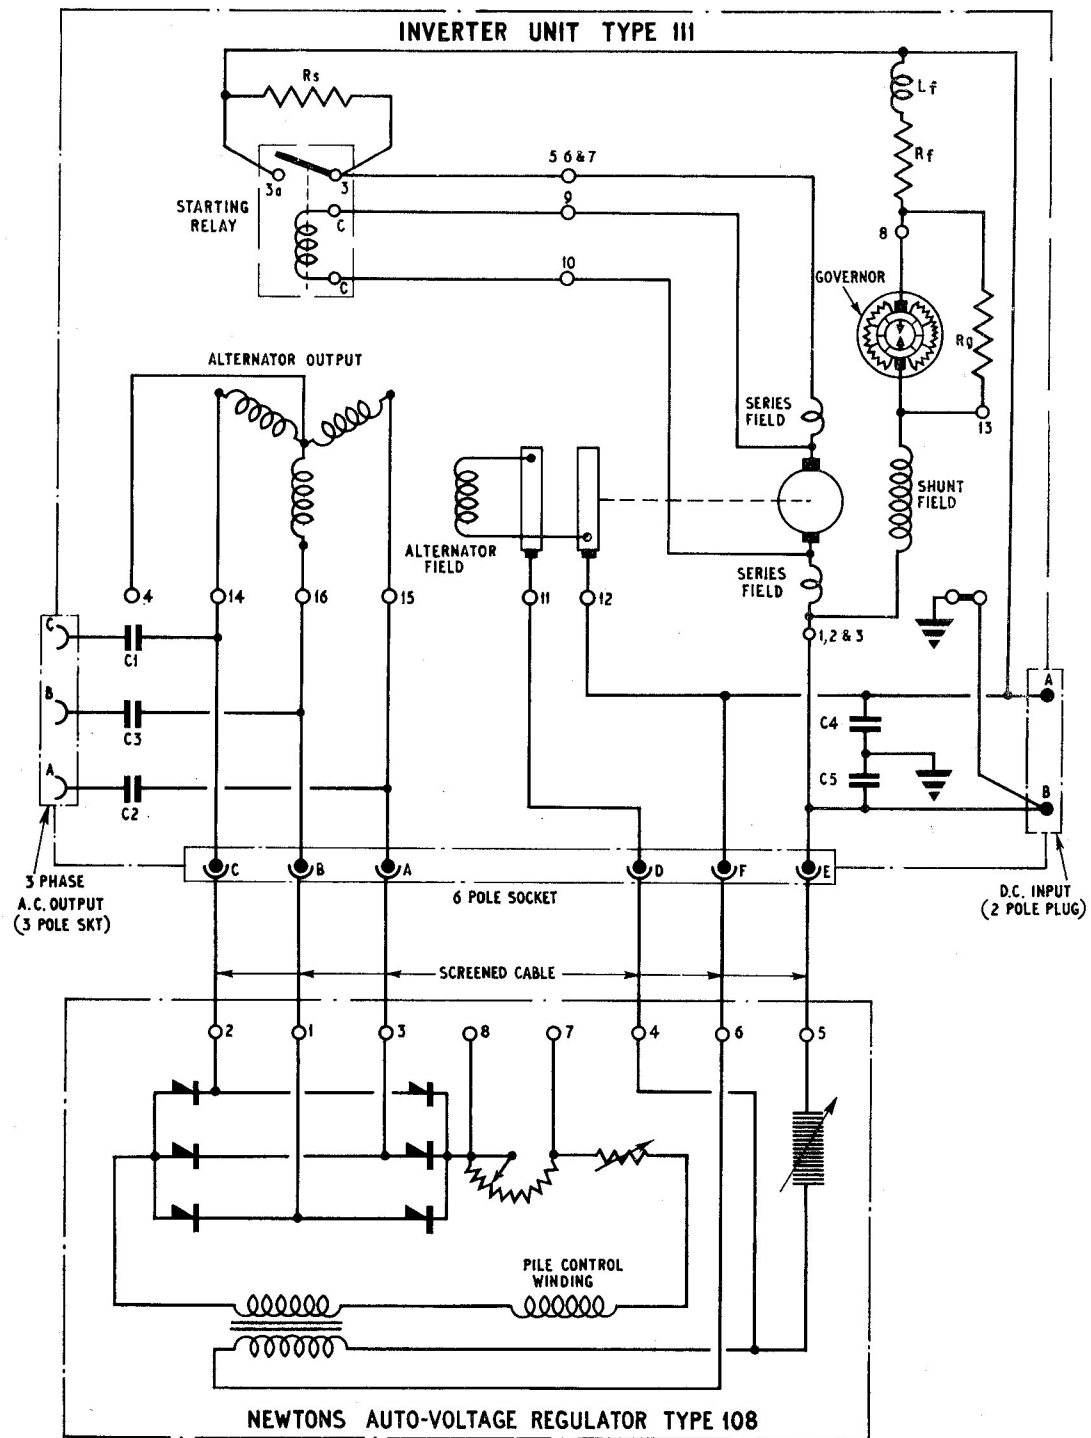 INVERTER UNIT TYPE 111
Rs
Lf
Rf
3a
3
5 6 & 7
STARTING
RELAY
C
9
C
10
8
GOVERNOR
Rg
13
ALTERNATOR OUTPUT
SERIES
FIELD
SHUNT
FIELD
ALTERNATOR
FIELD
SERIES
FIELD
4
14
16
15
11
12
1,2 & 3
C
C1
B
C3
A
C2
C4
C5
A
B
C
B
A
D
F
E
3 PHASE
A.C. OUTPUT
(3 POLE SKT)
6 POLE SOCKET
D.C. INPUT
(2 POLE PLUG)
SCREENED CABLE
2
1
3
8
7
4
6
5
PILE CONTROL
WINDING
NEWTONS AUTO-VOLTAGE REGULATOR TYPE 108